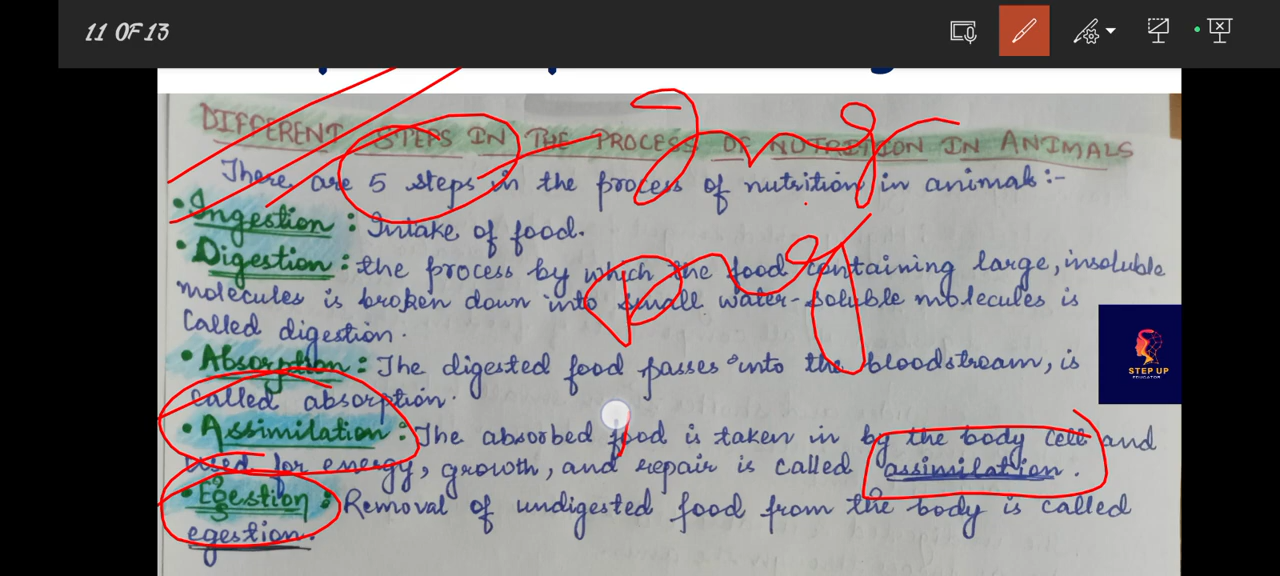 11 OF 13
DIFFERENT STEPS IN THE PROCESS OF NUTRITION IN ANIMALS
There are 5 steps in the process of nutrition in animals:-
• Ingestion : Intake of food.
• Digestion : the process by which the food containing large, insoluble
molecules is broken down into small water-soluble molecules is
called digestion.
• Absorption : The digested food passes into the bloodstream, is
called absorption.
• Assimilation : The absorbed food is taken in by the body cell and
used for energy, growth, and repair is called assimilation.
• Egestion : Removal of undigested food from the body is called
egestion.
STEP UP
EDUCATOR